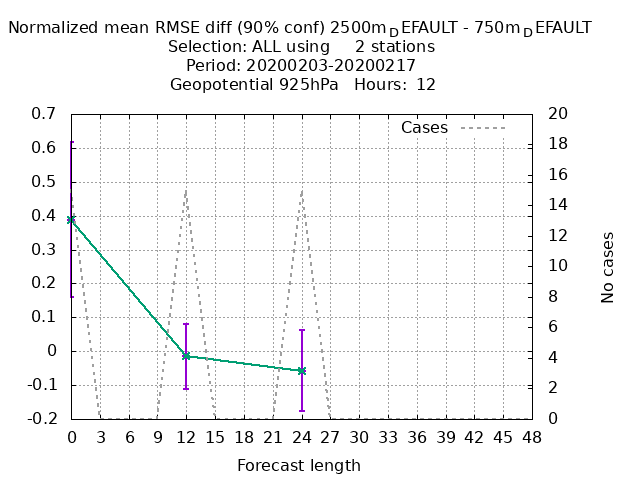 Normalized mean RMSE diff (90% conf) 2500m_DEFAULT - 750m_DEFAULT
Selection: ALL using     2 stations
Period: 20200203-20200217
Geopotential 925hPa   Hours:  12
Cases
0.7
0.6
0.5
0.4
0.3
0.2
0.1
0
-0.1
-0.2
20
18
16
14
12
10
8
6
4
2
0
No cases
0 3 6 9 12 15 18 21 24 27 30 33 36 39 42 45 48
Forecast length